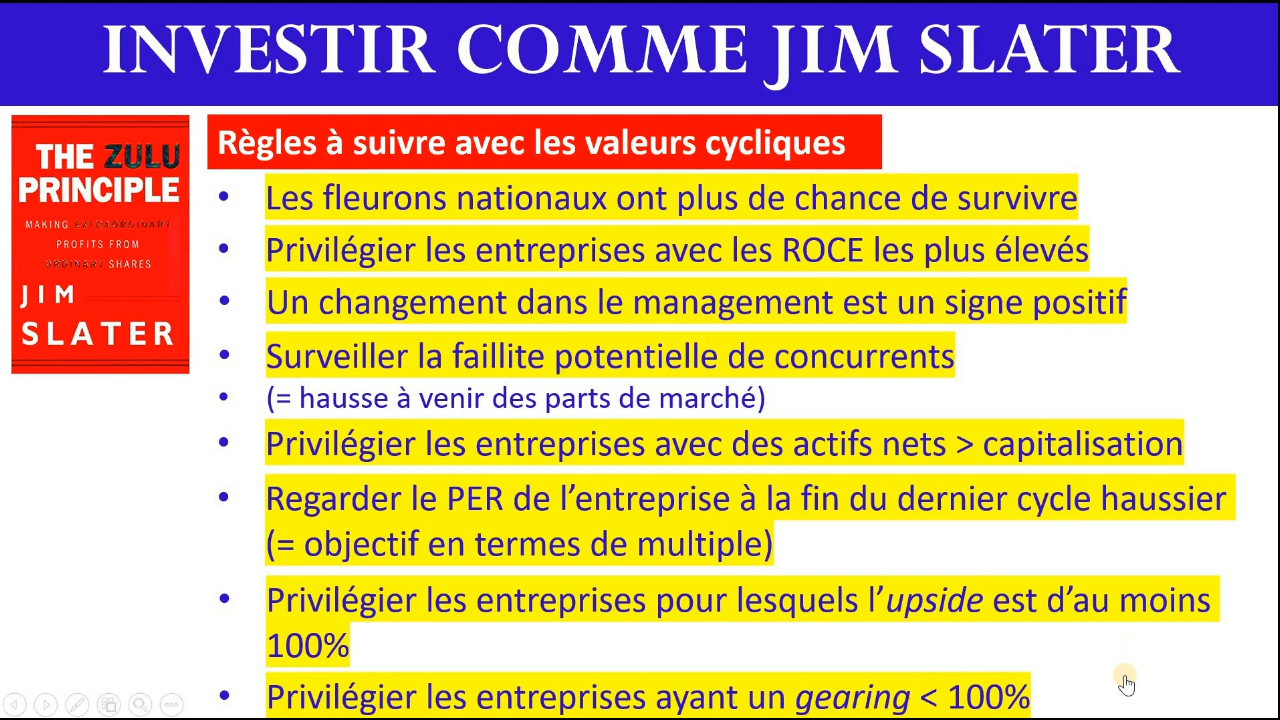 INVESTIR COMME JIM SLATER
THE ZULU
PRINCIPLE
MAKING EXTRAORDINARY
PROFITS FROM
ORDINARY SHARES
JIM
SLATER
Règles à suivre avec les valeurs cycliques
• Les fleurons nationaux ont plus de chance de survivre
• Privilégier les entreprises avec les ROCE les plus élevés
• Un changement dans le management est un signe positif
• Surveiller la faillite potentielle de concurrents
• (= hausse à venir des parts de marché)
• Privilégier les entreprises avec des actifs nets > capitalisation
• Regarder le PER de l’entreprise à la fin du dernier cycle haussier
(= objectif en termes de multiple)
• Privilégier les entreprises pour lesquels l’upside est d’au moins
100%
• Privilégier les entreprises ayant un gearing < 100%